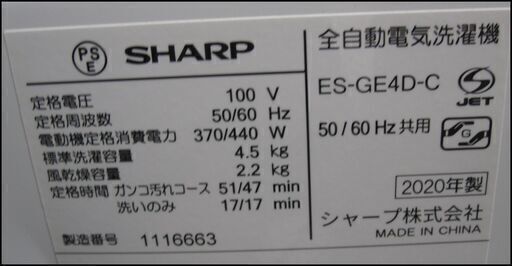 PS
E
SHARP
定格電圧 100 V
定格周波数 50/60 Hz
電動機定格消費電力 370/440 W
標準洗濯容量 4.5 kg
風乾燥容量 2.2 kg
定格時間 ガンコ汚れコース 51/47 min
洗いのみ 17/17 min
製造番号 1116663
全自動電気洗濯機
ES-GE4D-C
S
JET
50/60 Hz 共用
G
2020年製
シャープ株式会社
MADE IN CHINA